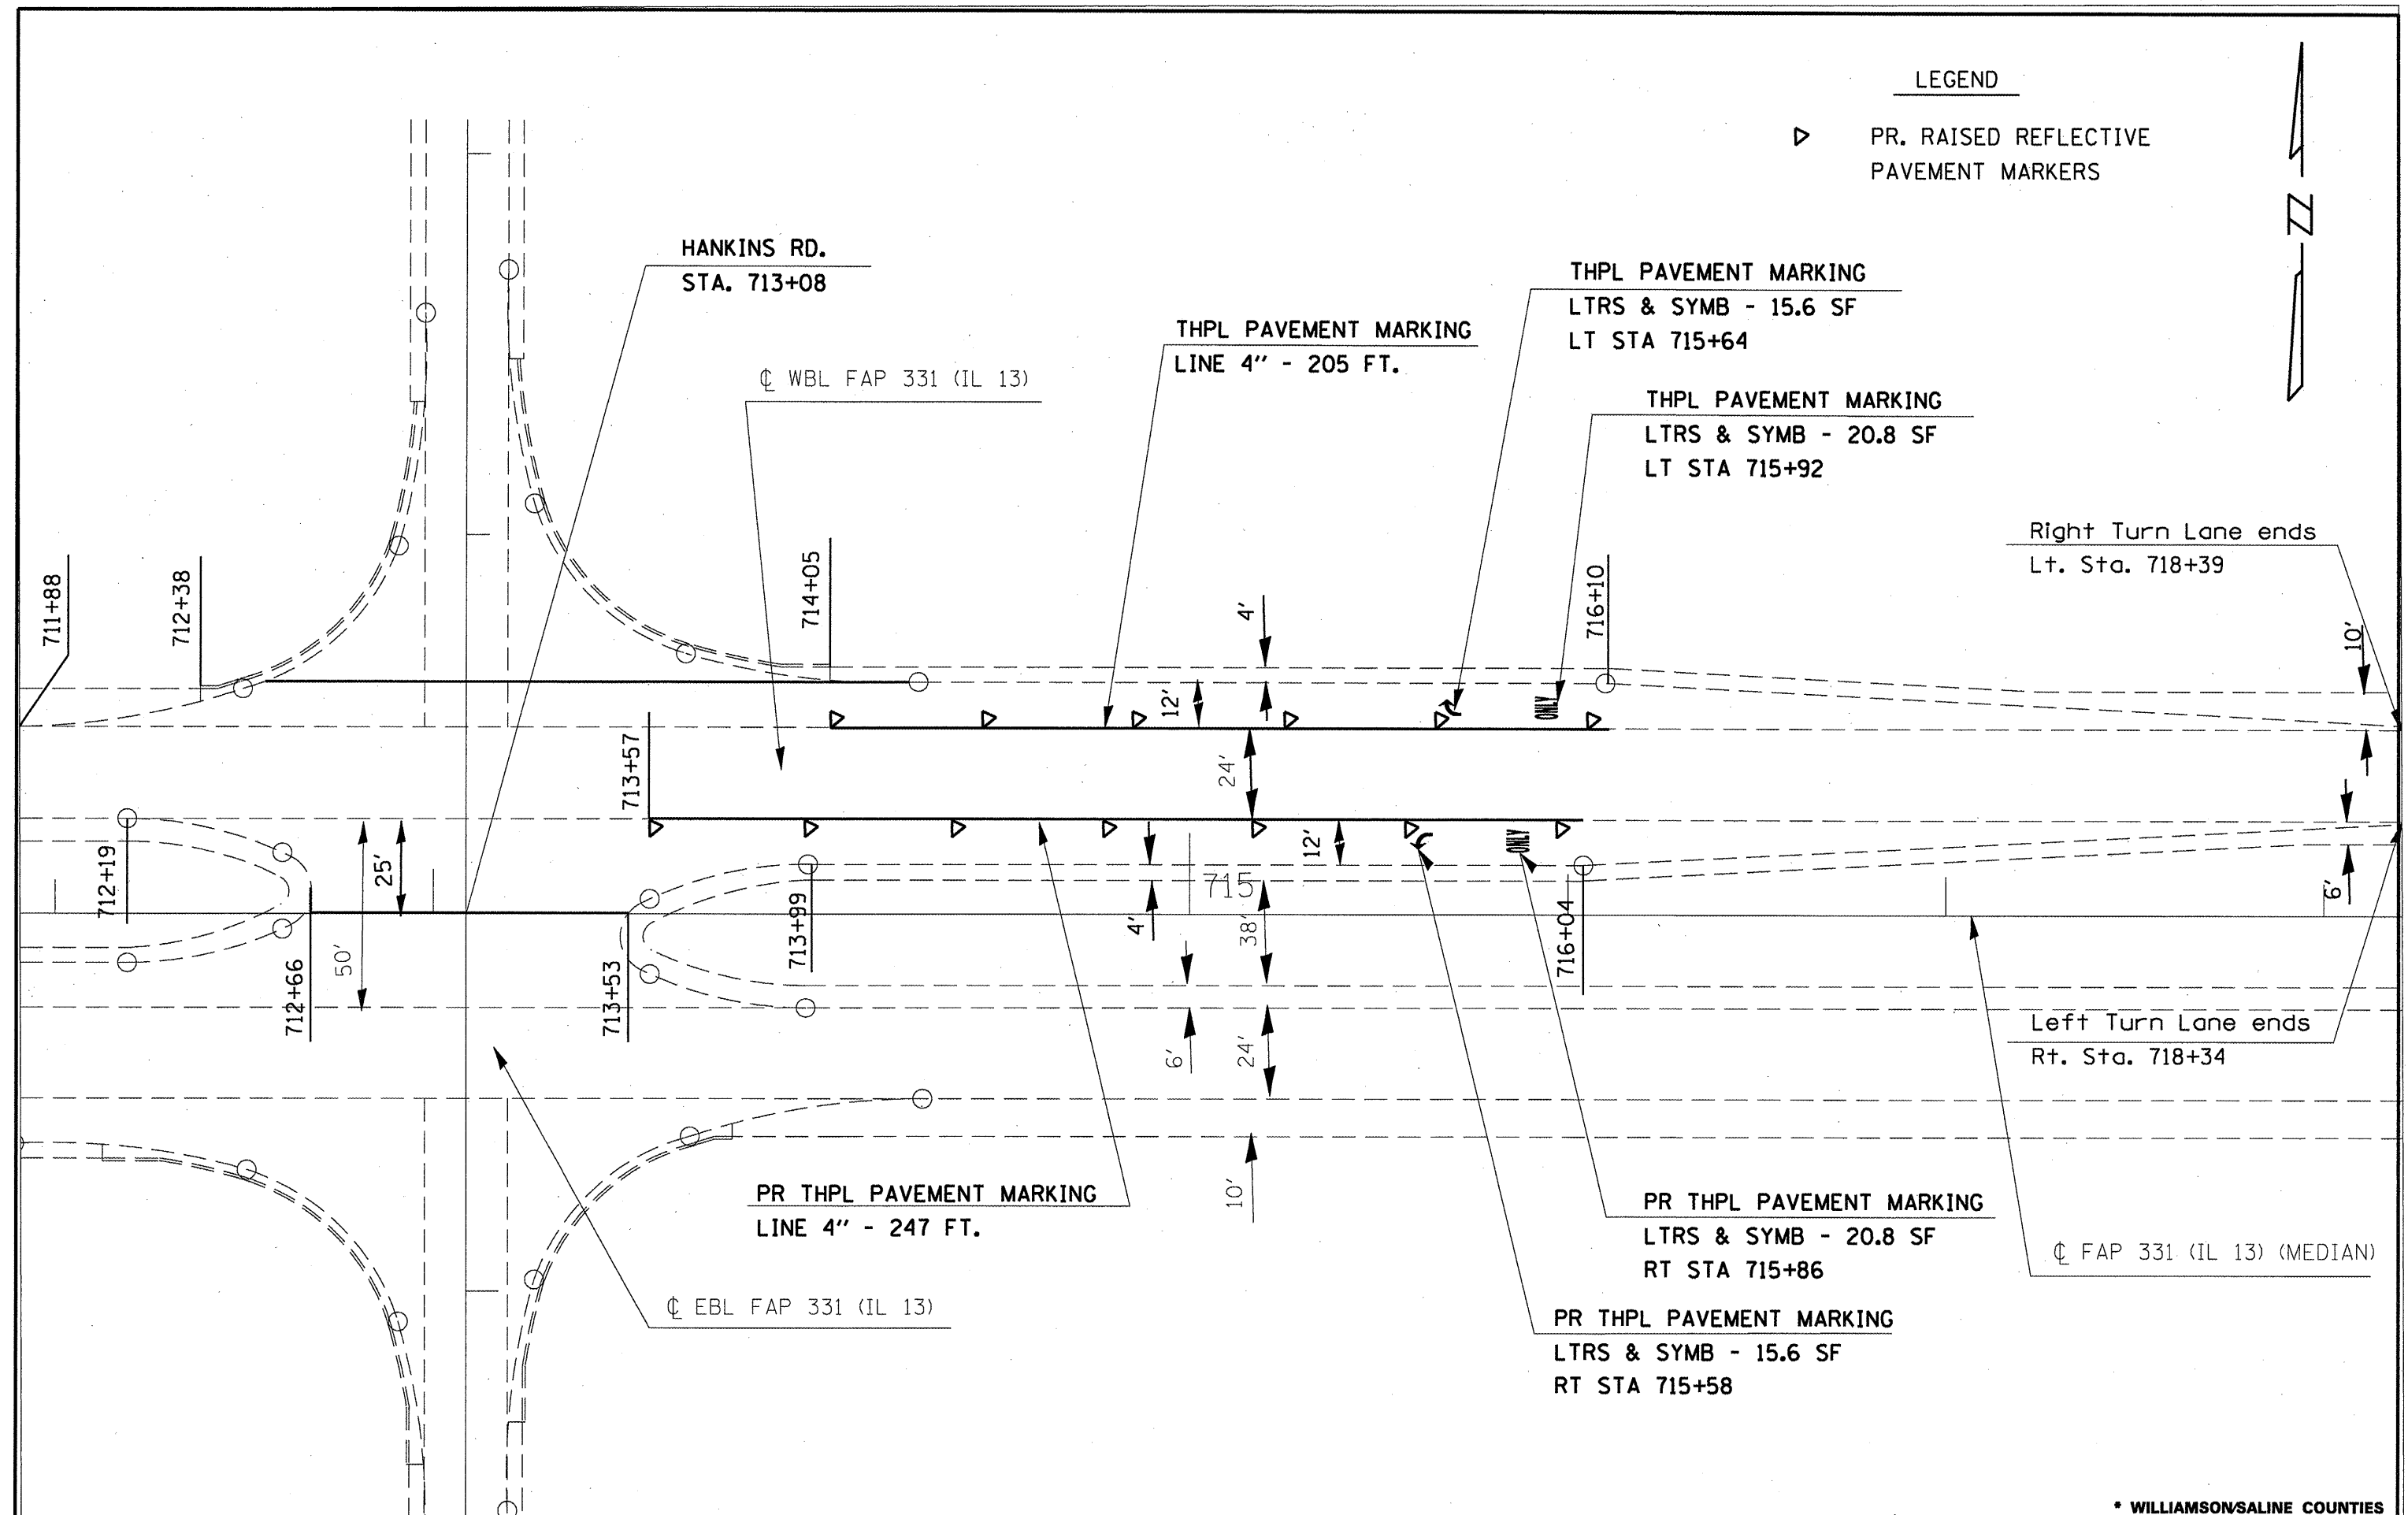 LEGEND
PR. RAISED REFLECTIVE
PAVEMENT MARKERS
N
HANKINS RD.
STA. 713+08
THPL PAVEMENT MARKING
LTRS & SYMB - 15.6 SF
LT STA 715+64
THPL PAVEMENT MARKING
LINE 4'' - 205 FT.
℄ WBL FAP 331 (IL 13)
THPL PAVEMENT MARKING
LTRS & SYMB - 20.8 SF
LT STA 715+92
Right Turn Lane ends
Lt. Sta. 718+39
711+88
712+38
714+05
4'
716+10
10'
12'
ONLY
713+57
24'
712+19
25'
50'
12'
ONLY
715
4'
38'
713+99
716+04
6'
712+66
713+53
6'
24'
Left Turn Lane ends
Rt. Sta. 718+34
10'
PR THPL PAVEMENT MARKING
LINE 4'' - 247 FT.
PR THPL PAVEMENT MARKING
LTRS & SYMB - 20.8 SF
RT STA 715+86
℄ FAP 331 (IL 13) (MEDIAN)
℄ EBL FAP 331 (IL 13)
PR THPL PAVEMENT MARKING
LTRS & SYMB - 15.6 SF
RT STA 715+58
* WILLIAMSON/SALINE COUNTIES